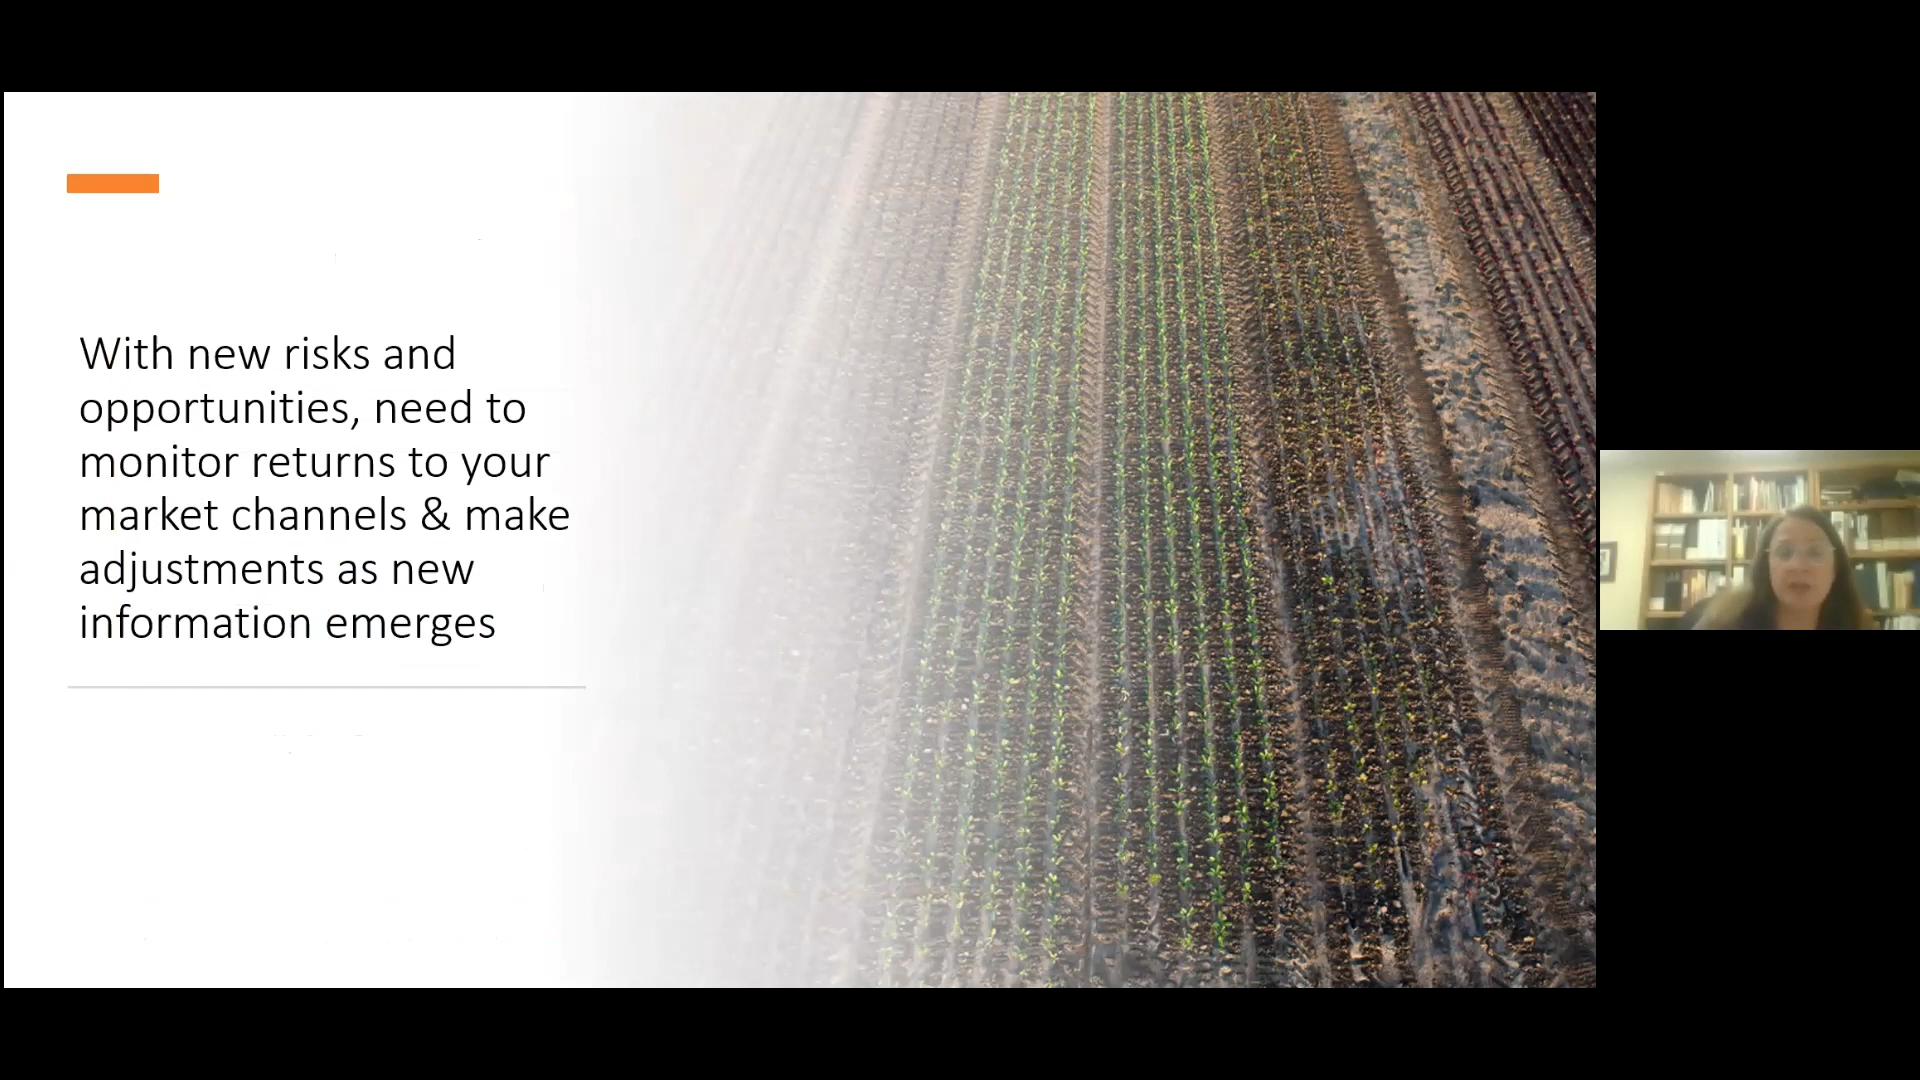 With new risks and
opportunities, need to
monitor returns to your
market channels & make
adjustments as new
information emerges